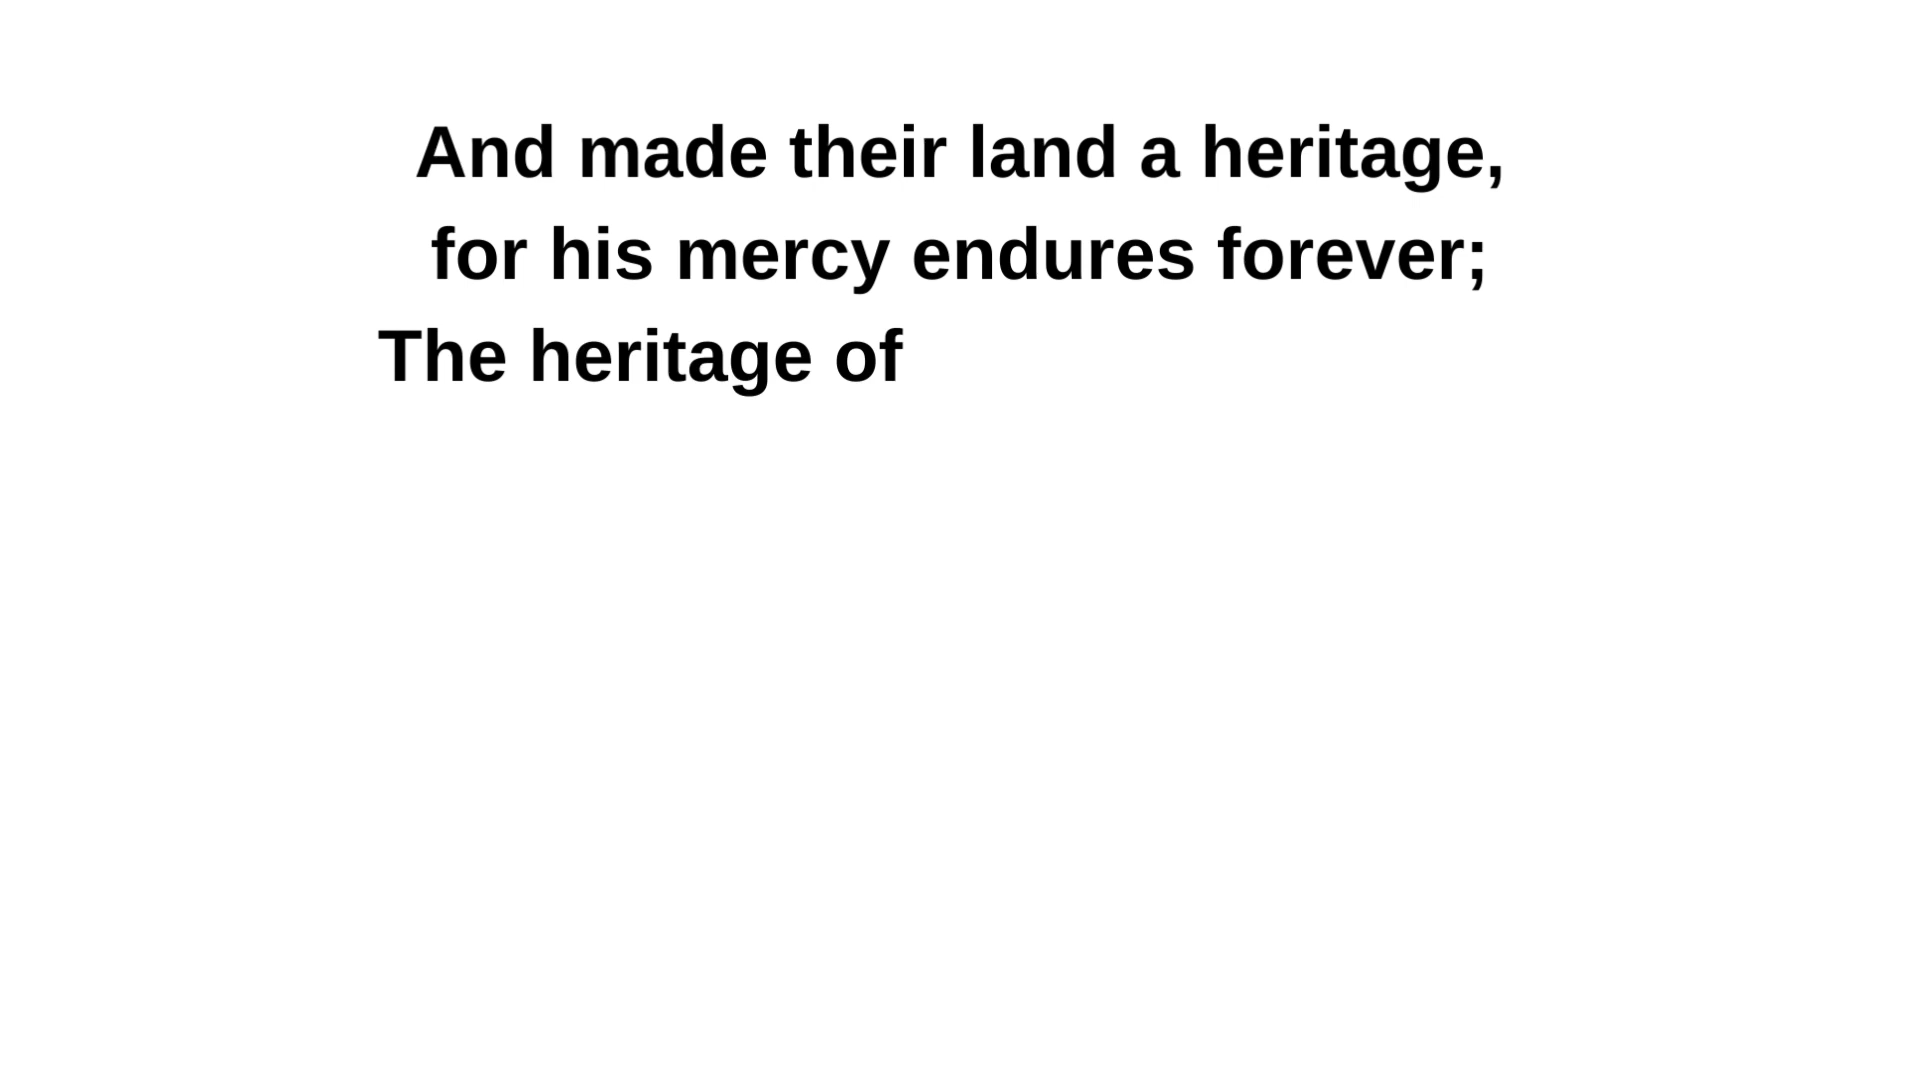 And made their land a heritage,
for his mercy endures forever;
The heritage of